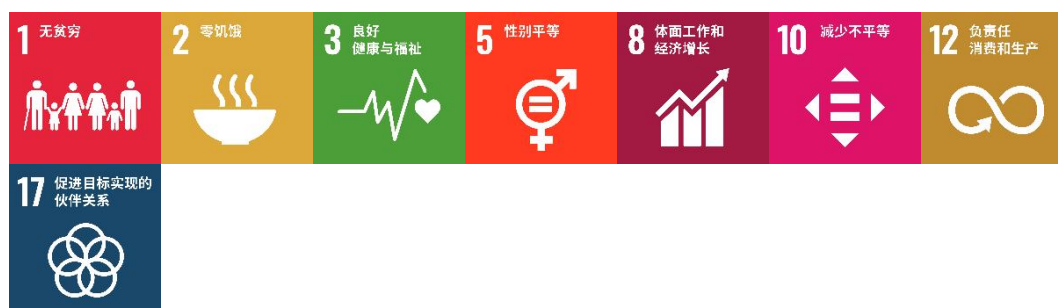 1 无贫穷
2 零饥饿
3 良好
健康与福祉
5 性别平等
8 体面工作和
经济增长
10 减少不平等
12 负责任
消费和生产
17 促进目标实现的
伙伴关系